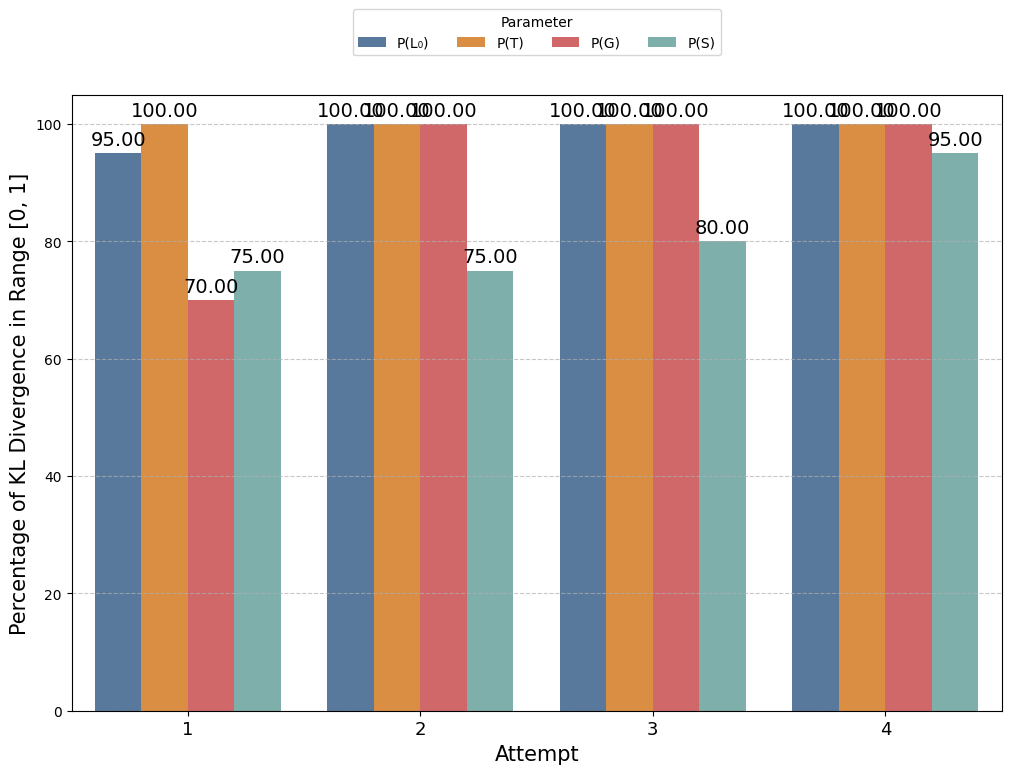 Parameter
P(L₀) P(T) P(G) P(S)
Percentage of KL Divergence in Range [0, 1]
100
80
60
40
20
0
95.00 100.00 70.00 75.00
100.00 100.00 100.00 75.00
100.00 100.00 100.00 80.00
100.00 100.00 100.00 95.00
1 2 3 4
Attempt